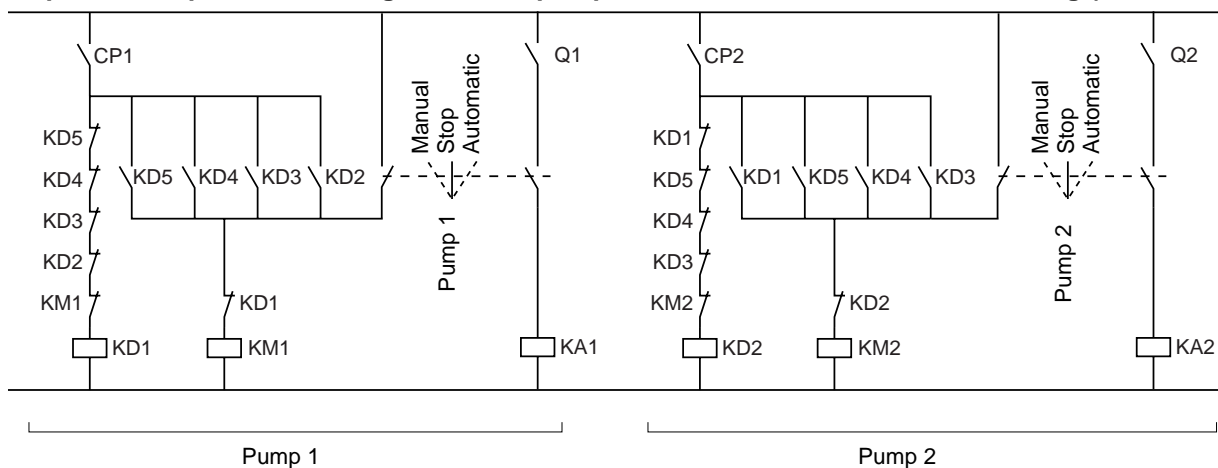 CP1
Q1
CP2
Q2
Manual
Stop
Automatic
Manual
Stop
Automatic
KD5
KD4
KD3
KD2
KM1
KD5
KD4
KD3
KD2
KD1
KD5
KD4
KD3
KM2
KD1
KD5
KD4
KD3
Pump 1
Pump 2
KD1
KD2
KD1
KM1
KA1
KD2
KM2
KA2
Pump 1
Pump 2